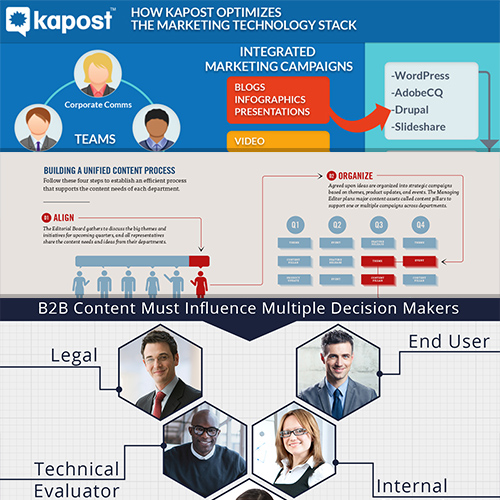 kapost™
HOW KAPOST OPTIMIZES
THE MARKETING TECHNOLOGY STACK
INTEGRATED
MARKETING CAMPAIGNS
Corporate Comms
TEAMS
BLOGS
INFOGRAPHICS
PRESENTATIONS
VIDEO
-WordPress
-AdobeCQ
-Drupal
-Slideshare
BUILDING A UNIFIED CONTENT PROCESS
Follow these four steps to establish an efficient process
that supports the content needs of each department.
01 ALIGN
The Editorial Board gathers to discuss the big themes and
initiatives for upcoming quarters, and all representatives
share the content needs and ideas from their departments.
02 ORGANIZE
Agreed upon ideas are organized into strategic campaigns
based on themes, product updates, and events. The Managing
Editor plans major content assets called content pillars to
support one or multiple campaigns across departments.
Q1 Q2 Q3 Q4
B2B Content Must Influence Multiple Decision Makers
Legal
End User
Technical
Evaluator
Internal